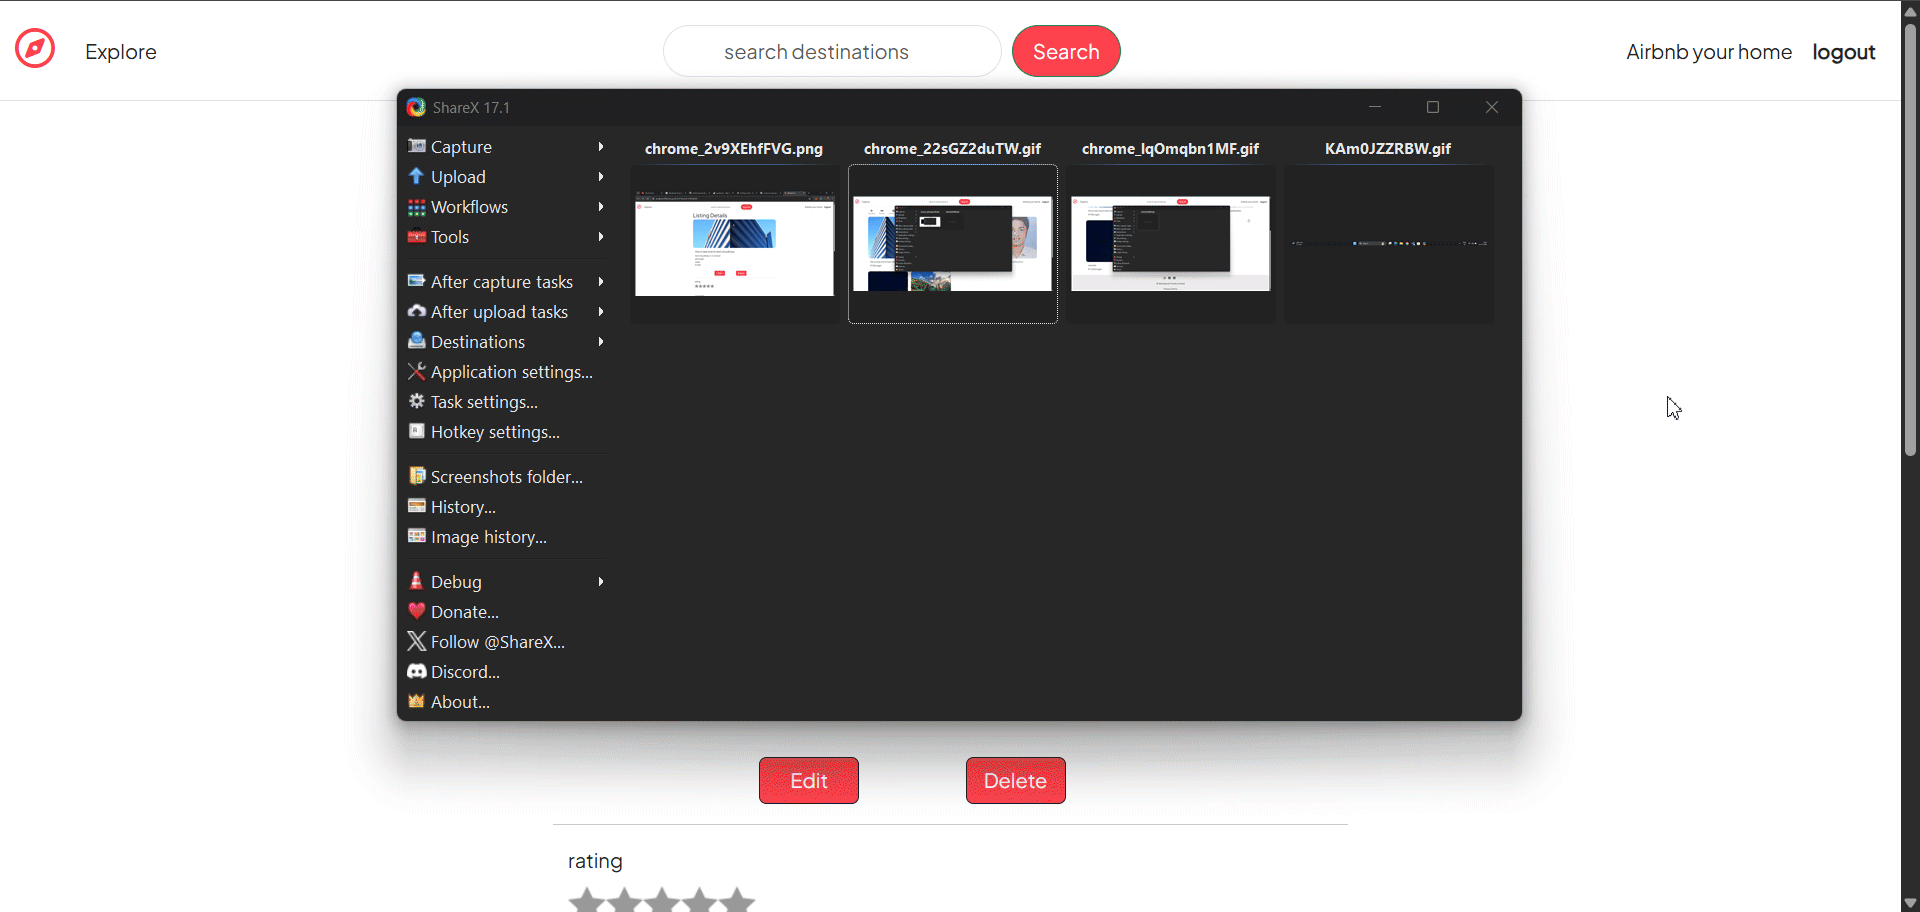 Explore
search destinations
Search
Airbnb your home
logout
ShareX 17.1
Capture
Upload
Workflows
Tools
After capture tasks
After upload tasks
Destinations
Application settings...
Task settings...
Hotkey settings...
Screenshots folder...
History...
Image history...
Debug
Donate...
Follow @ShareX...
Discord...
About...
chrome_2v9XEhfFVG.png
chrome_22sGZ2duTW.gif
chrome_lqOmqbn1MF.gif
KAm0JZZRBW.gif
Listing Details
Edit
Delete
rating